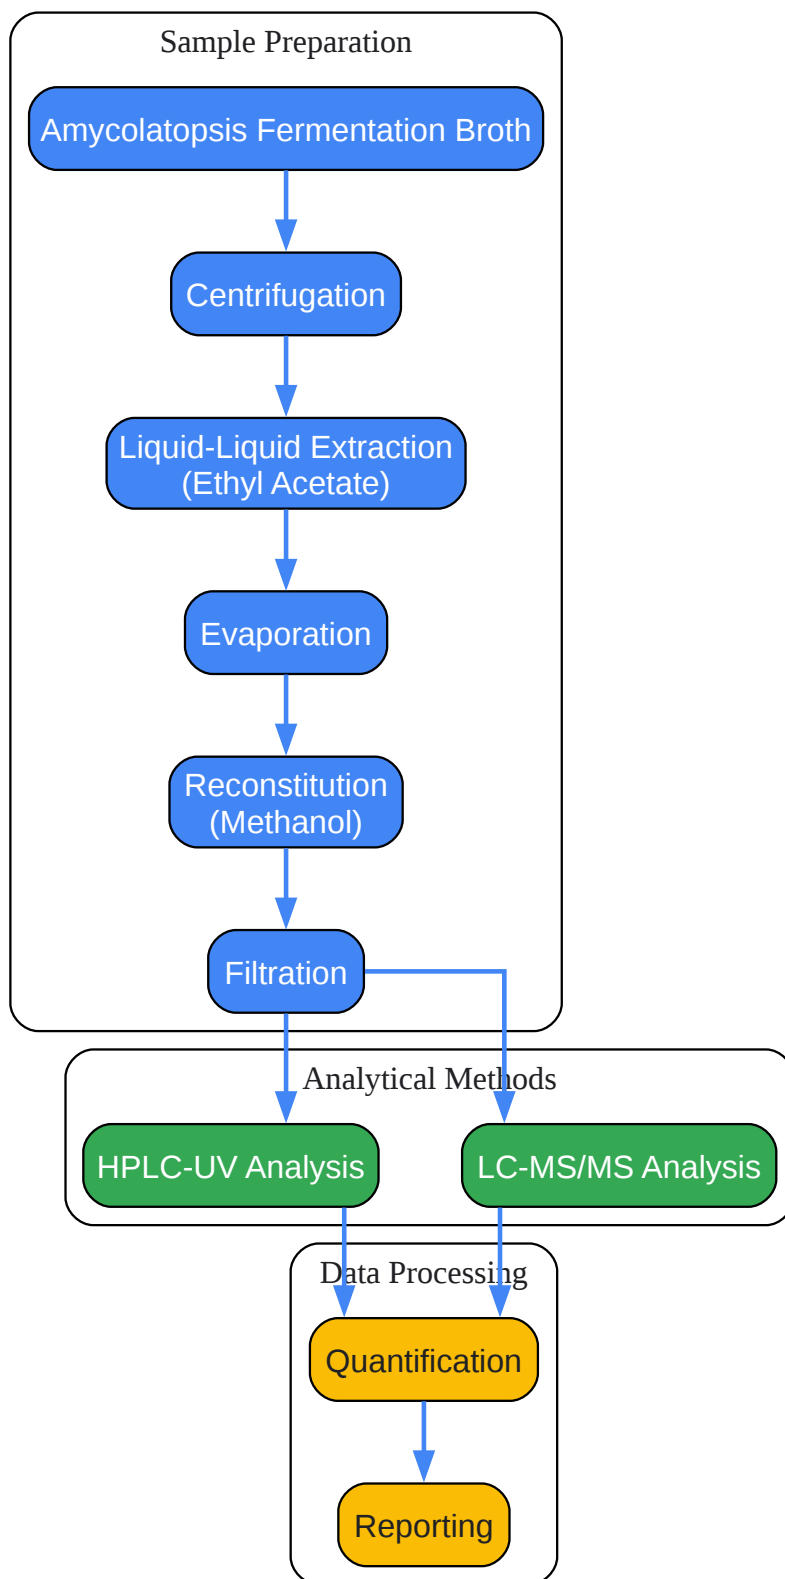 Sample Preparation
Amycolatopsis Fermentation Broth
Centrifugation
Liquid-Liquid Extraction
(Ethyl Acetate)
Evaporation
Reconstitution
(Methanol)
Filtration
Analytical Methods
HPLC-UV Analysis
LC-MS/MS Analysis
Data Processing
Quantification
Reporting